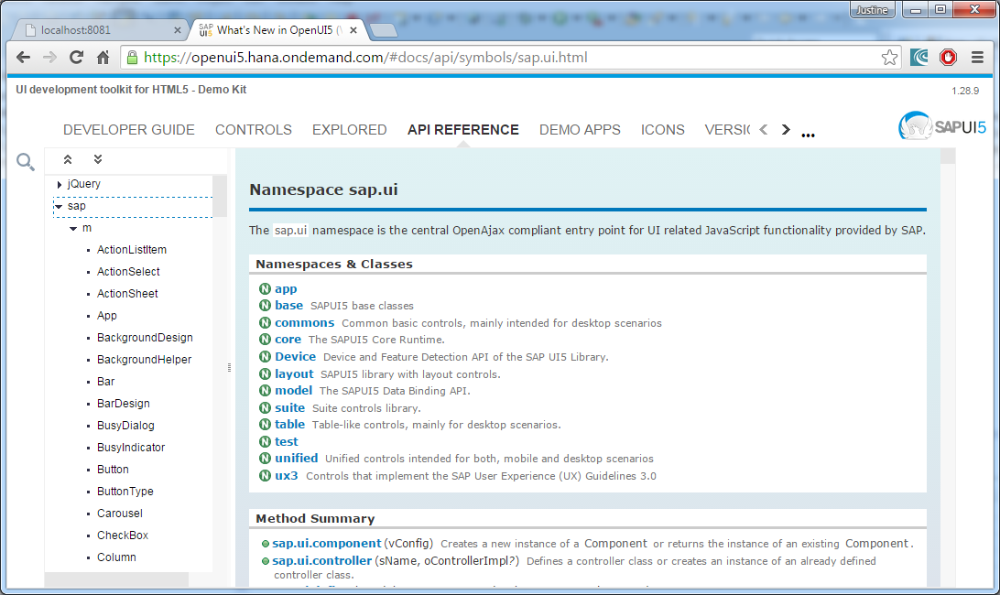 Justine
localhost:8081
SAP UI5 What's New in OpenUI5 (
https://openui5.hana.ondemand.com/#docs/api/symbols/sap.ui.html
UI development toolkit for HTML5 - Demo Kit
1.28.9
DEVELOPER GUIDE CONTROLS EXPLORED API REFERENCE DEMO APPS ICONS VERSIC ...
SAPUI5
jQuery
sap
m
ActionListItem
ActionSelect
ActionSheet
App
BackgroundDesign
BackgroundHelper
Bar
BarDesign
BusyDialog
BusyIndicator
Button
ButtonType
Carousel
CheckBox
Column
Namespace sap.ui
The sap.ui namespace is the central OpenAjax compliant entry point for UI related JavaScript functionality provided by SAP.
Namespaces & Classes
N app
N base SAPUI5 base classes
N commons Common basic controls, mainly intended for desktop scenarios
N core The SAPUI5 Core Runtime.
N Device Device and Feature Detection API of the SAP UI5 Library.
N layout SAPUI5 library with layout controls.
N model The SAPUI5 Data Binding API.
N suite Suite controls library.
N table Table-like controls, mainly for desktop scenarios.
N test
N unified Unified controls intended for both, mobile and desktop scenarios
N ux3 Controls that implement the SAP User Experience (UX) Guidelines 3.0
Method Summary
sap.ui.component (vConfig) Creates a new instance of a Component or returns the instance of an existing Component.
sap.ui.controller (sName, oControllerImpl?) Defines a controller class or creates an instance of an already defined
controller class.